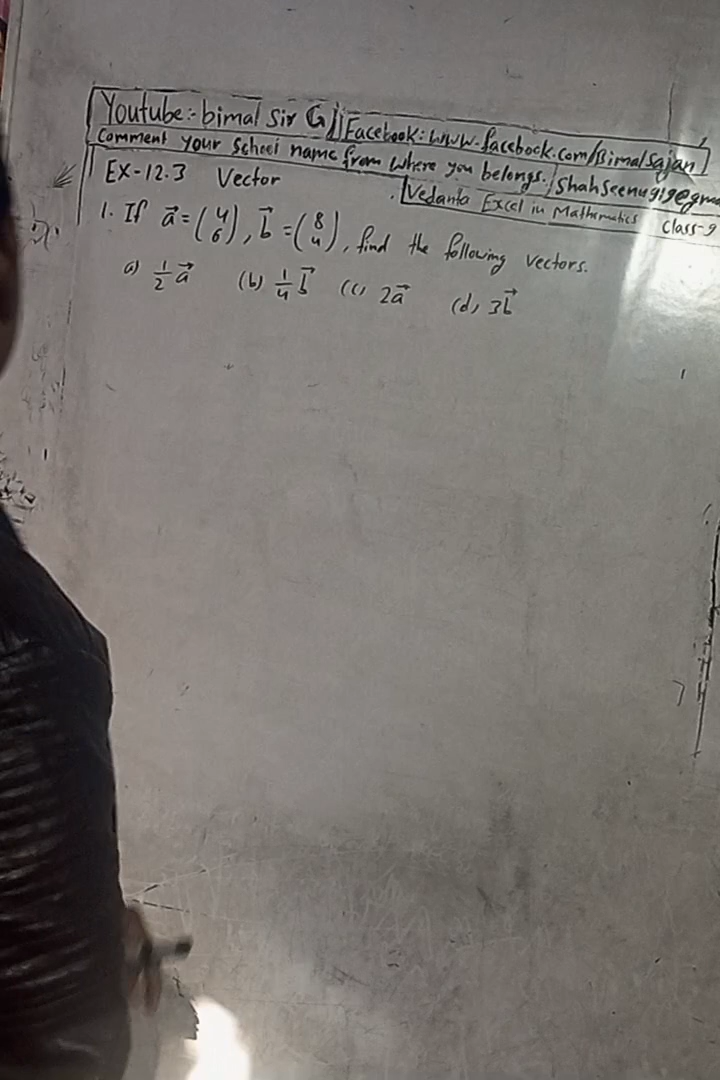 Youtube:- bimal sir G
Facebook: www.facebook.com/Bimalsajan
Comment your School name from where you belongs.
EX-12.3 Vector
Vedanta Excel in Mathematics Class-9
1. If a⃗ = (4 6), b⃗ = (8 4), find the following vectors.
a) 1/2 a⃗ (b) 1/4 b⃗ (c) 2a⃗ (d) 3b⃗